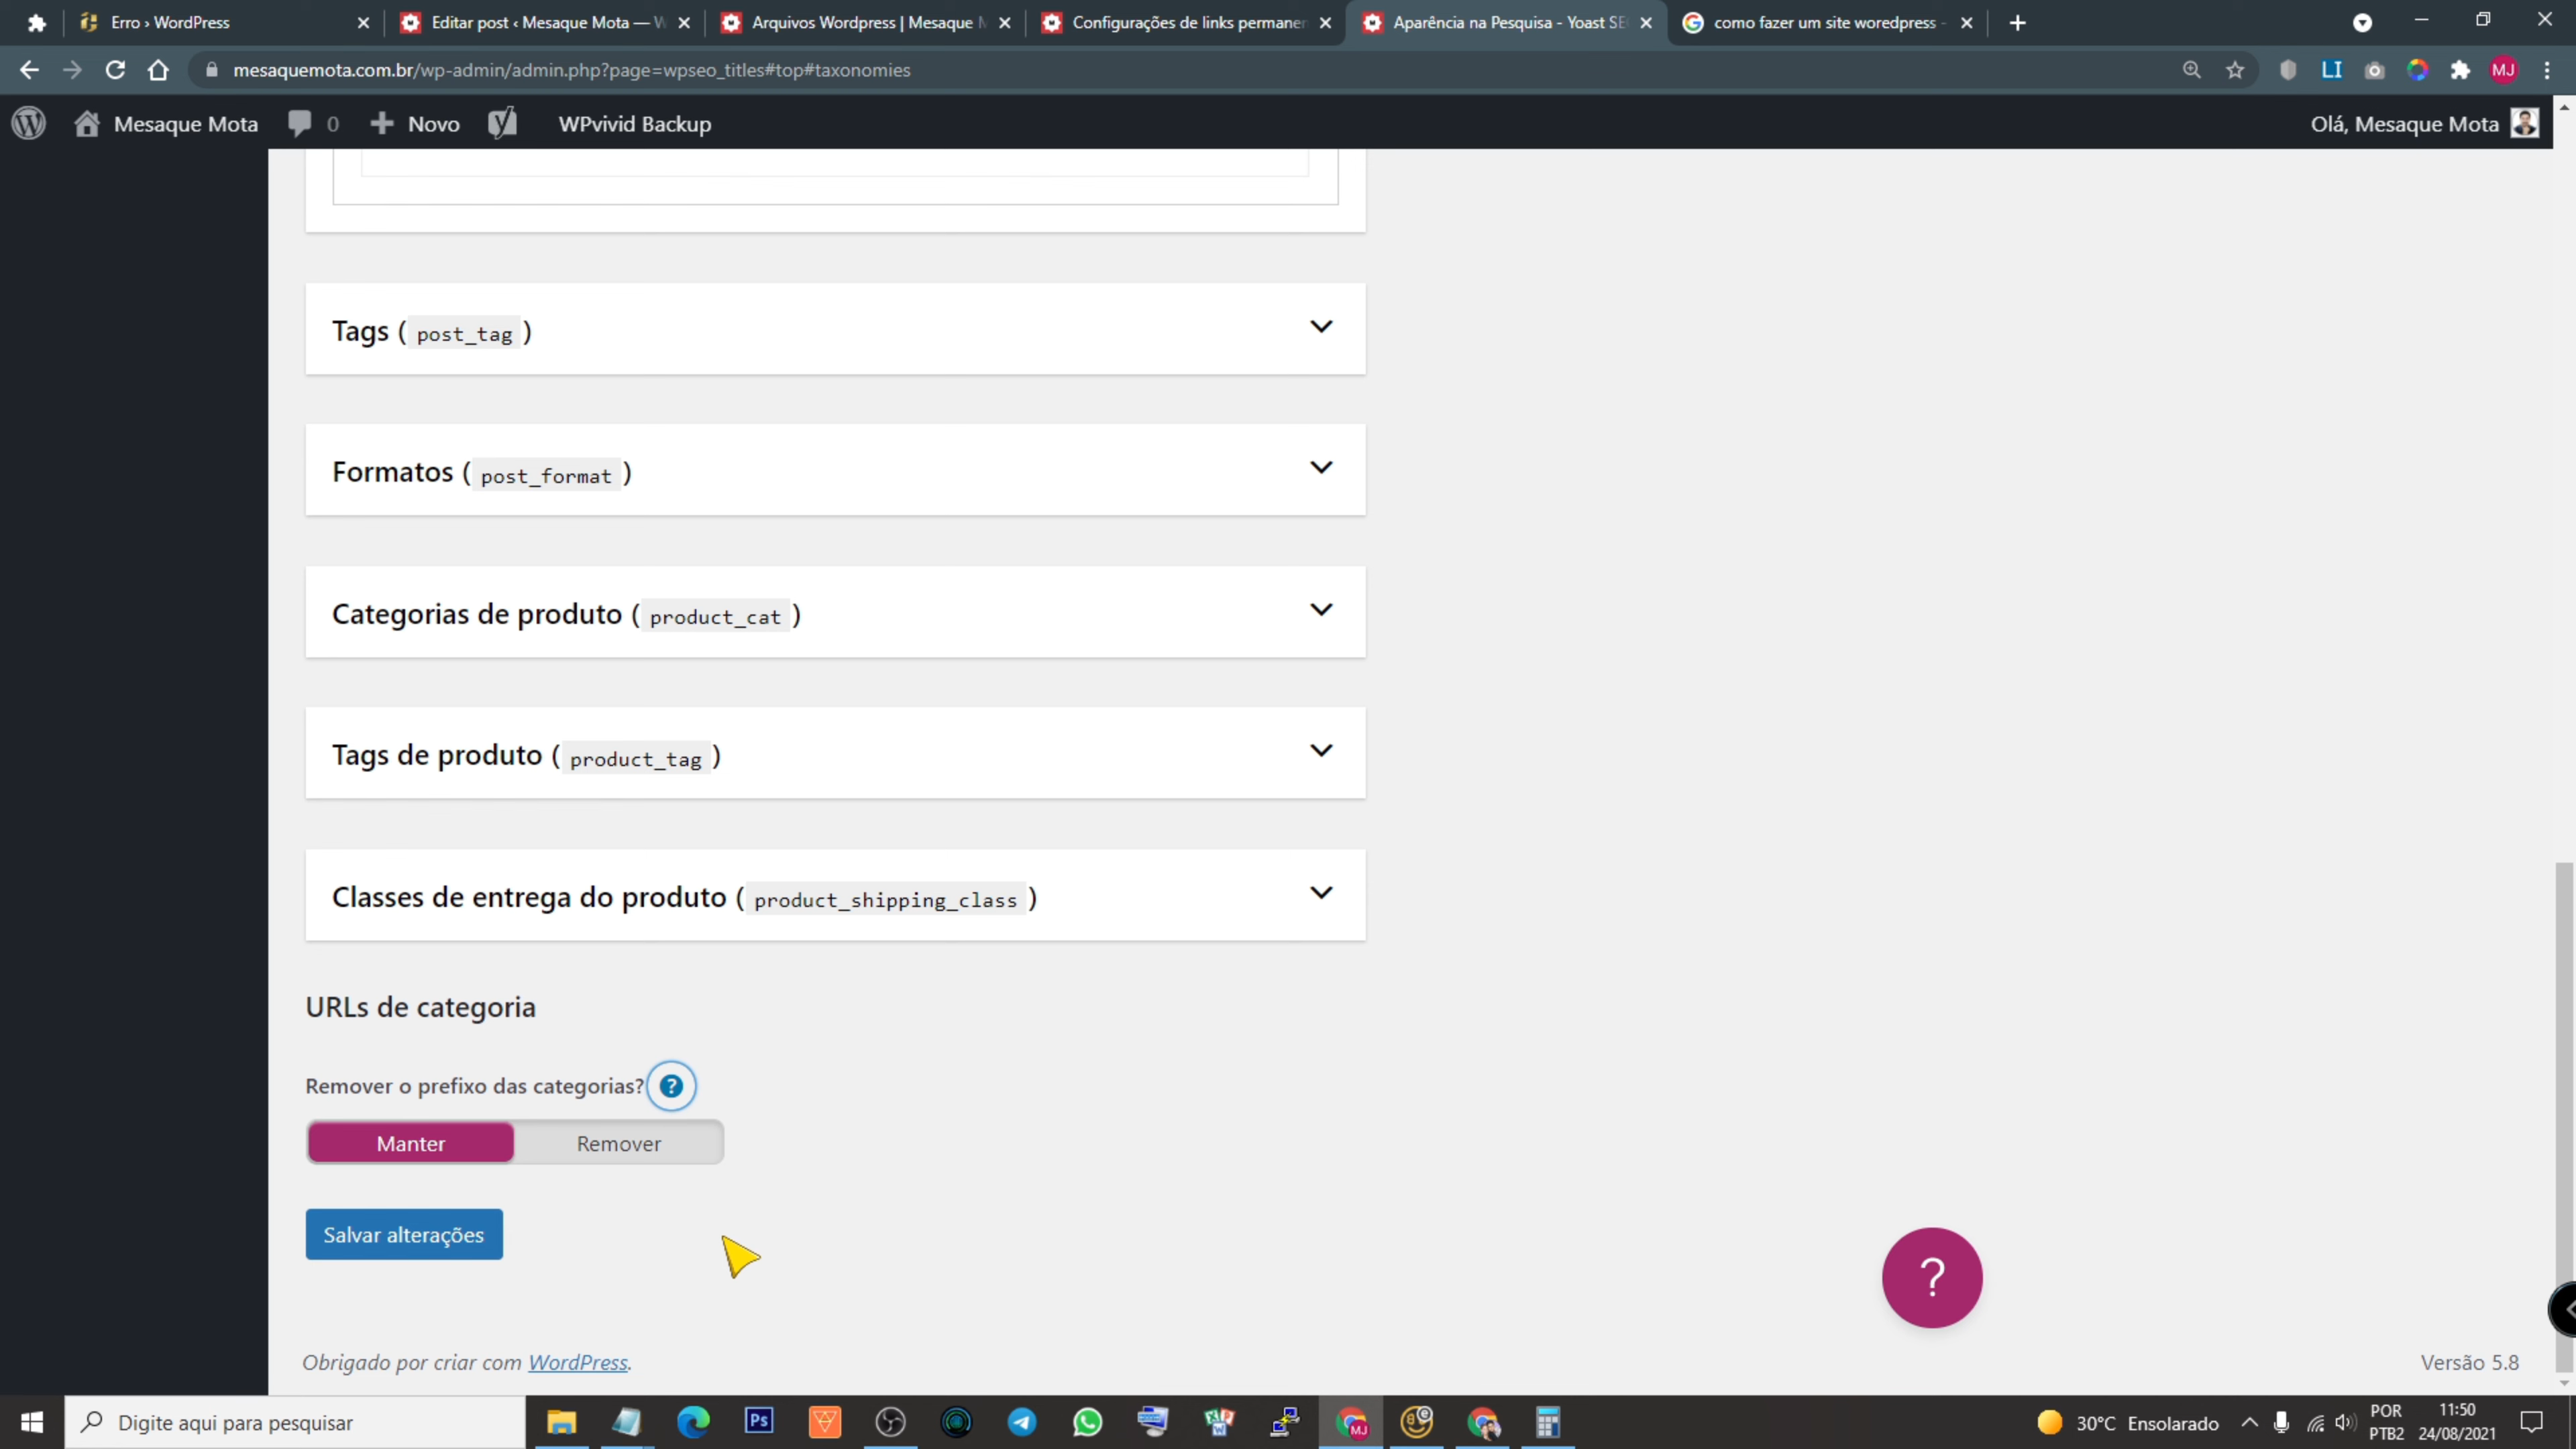 Erro › WordPress
Editar post ‹ Mesaque Mota — W
Arquivos Wordpress | Mesaque M
Configurações de links permanen
Aparência na Pesquisa - Yoast SE
como fazer um site woredpress -
mesaquemota.com.br/wp-admin/admin.php?page=wpseo_titles#top#taxonomies
LI
MJ
Mesaque Mota
0
Novo
WPvivid Backup
Olá, Mesaque Mota
Tags ( post_tag )
Formatos ( post_format )
Categorias de produto ( product_cat )
Tags de produto ( product_tag )
Classes de entrega do produto ( product_shipping_class )
URLs de categoria
Remover o prefixo das categorias? ?
Manter
Remover
Salvar alterações
?
Obrigado por criar com WordPress.
Versão 5.8
Digite aqui para pesquisar
Ps
MJ
30°C Ensolarado
POR
PTB2
11:50
24/08/2021